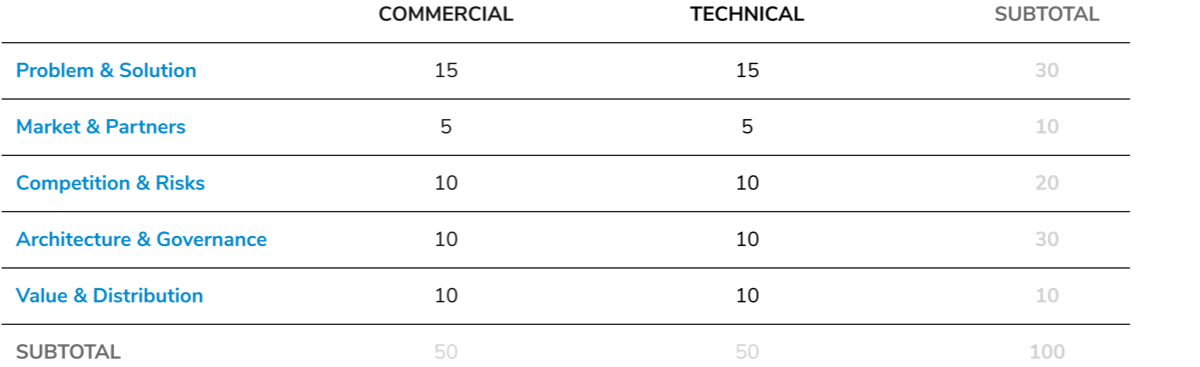 COMMERCIAL TECHNICAL SUBTOTAL
Problem & Solution 15 15 30
Market & Partners 5 5 10
Competition & Risks 10 10 20
Architecture & Governance 10 10 30
Value & Distribution 10 10 10
SUBTOTAL 50 50 100